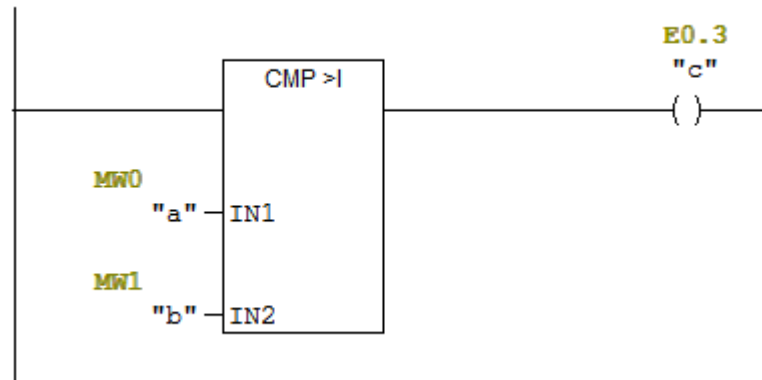 E0.3
"c"
CMP >I
( )
MW0
"a" IN1
MW1
"b" IN2